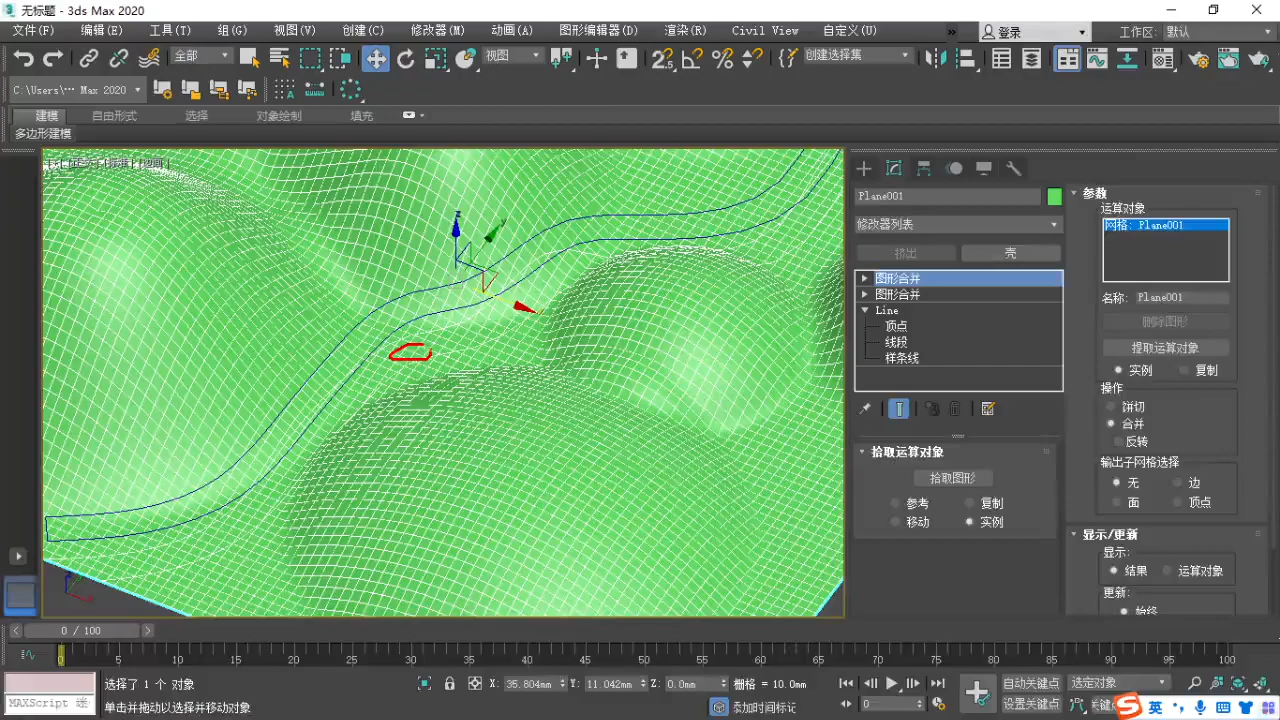 无标题 - 3ds Max 2020
文件(F) 编辑(E) 工具(T) 组(G) 视图(V) 创建(C) 修改器(M) 动画(A) 图形编辑器(D) 渲染(R) Civil View 自定义(U) » 登录 工作区: 默认
全部 视图 创建选择集
C:\Users\··· Max 2020
建模 自由形式 选择 对象绘制 填充
多边形建模
Plane001
修改器列表
挤出 壳
图形合并
图形合并
Line
顶点
线段
样条线
拾取运算对象
拾取图形
参考 复制
移动 实例
参数
运算对象
网格: Plane001
名称: Plane001
删除图形
提取运算对象
实例 复制
操作
饼切
合并
反转
输出子网格选择
无 边
面 顶点
显示/更新
显示:
结果 运算对象
更新:
始终
0 / 100
0 5 10 15 20 25 30 35 40 45 50 55 60 65 70 75 80 85 90 95 100
选择了 1 个 对象 X: 35.804mm Y: 11.042mm Z: 0.0mm 栅格 = 10.0mm 自动关键点 选定对象
MAXScript 迷 单击并拖动以选择并移动对象 添加时间标记 0 设置关键点 英